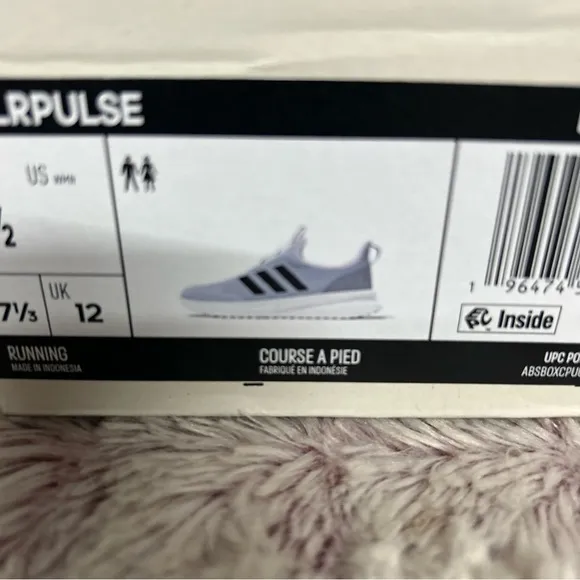 LRPULSE
US WMN
/2
7⅓
UK
12
1 96474
Inside
RUNNING
MADE IN INDONESIA
COURSE A PIED
FABRIQUÉ EN INDONÉSIE
UPC PO
ABSBOXCPU